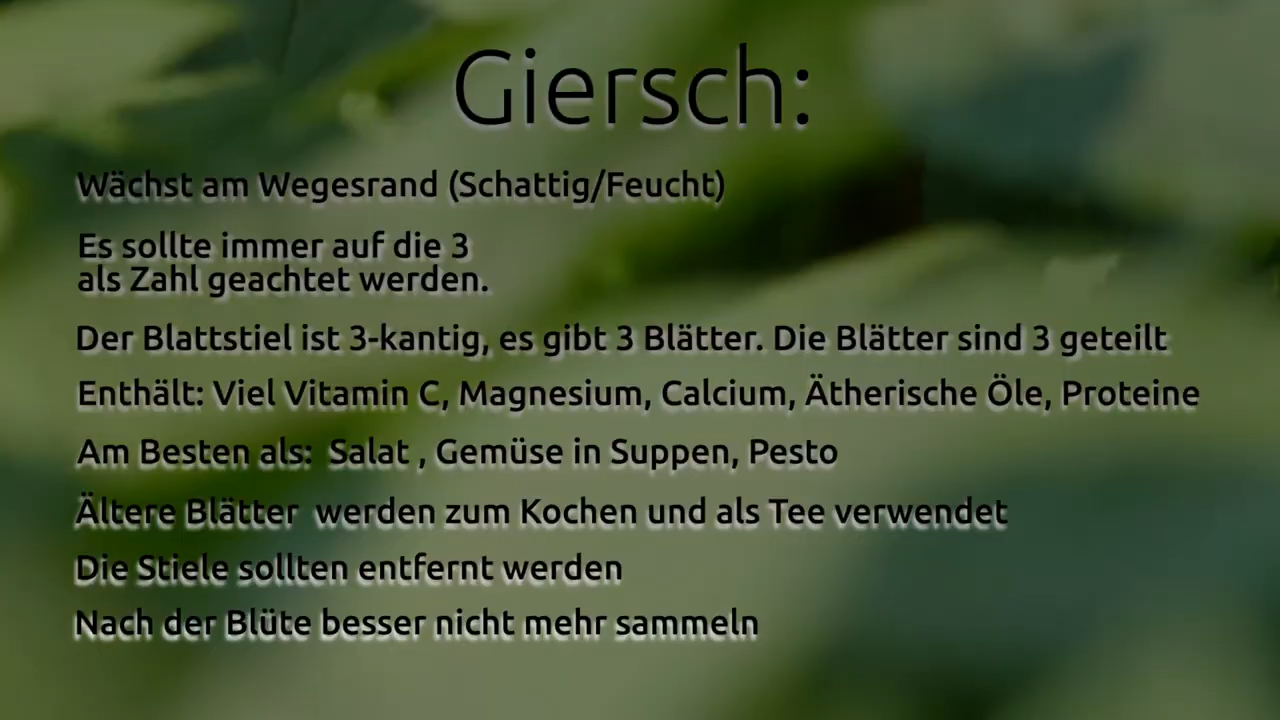 Giersch:
Wächst am Wegesrand (Schattig/Feucht)
Es sollte immer auf die 3
als Zahl geachtet werden.
Der Blattstiel ist 3-kantig, es gibt 3 Blätter. Die Blätter sind 3 geteilt
Enthält: Viel Vitamin C, Magnesium, Calcium, Ätherische Öle, Proteine
Am Besten als: Salat , Gemüse in Suppen, Pesto
Ältere Blätter werden zum Kochen und als Tee verwendet
Die Stiele sollten entfernt werden
Nach der Blüte besser nicht mehr sammeln